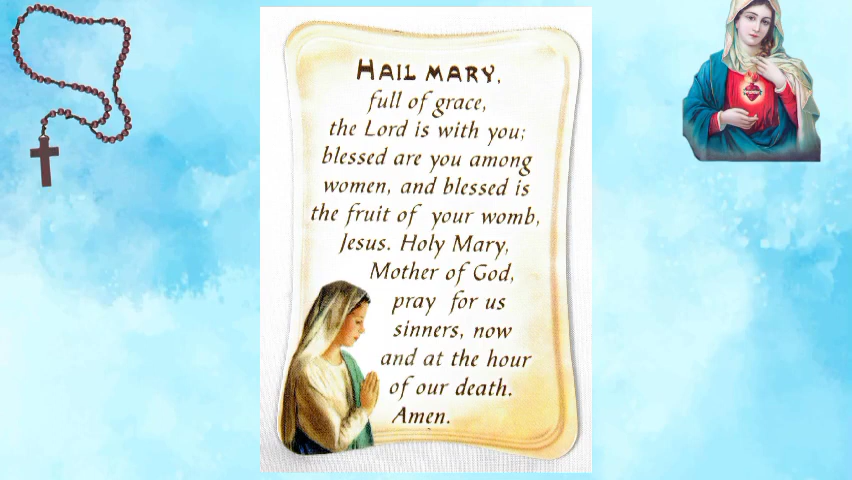 HAIL MARY,
full of grace,
the Lord is with you;
blessed are you among
women, and blessed is
the fruit of your womb,
Jesus. Holy Mary,
Mother of God,
pray for us
sinners, now
and at the hour
of our death.
Amen.